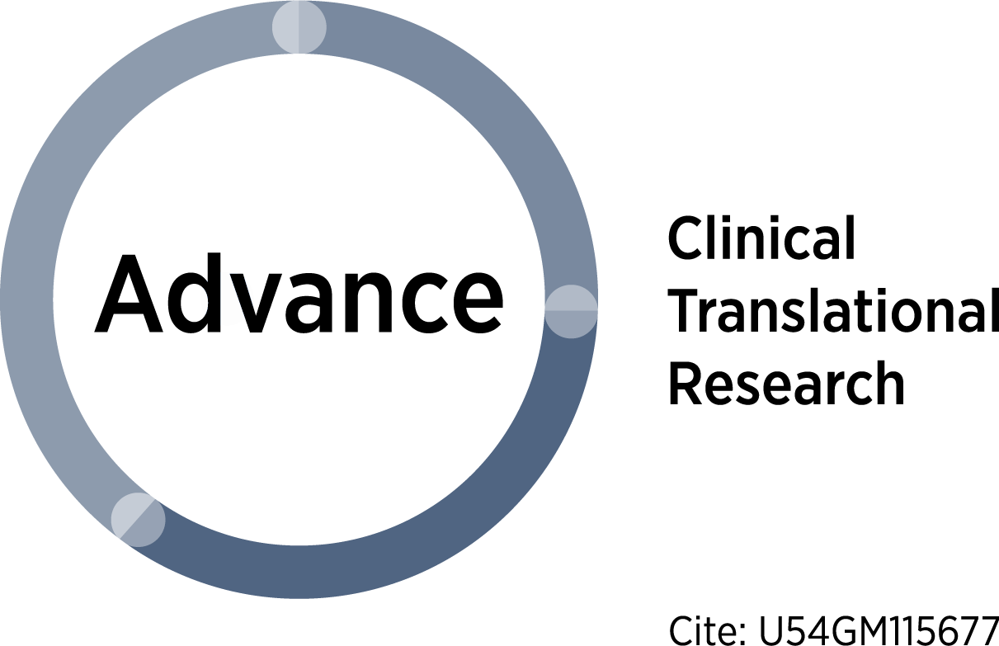 Advance
Clinical
Translational
Research
Cite: U54GM115677